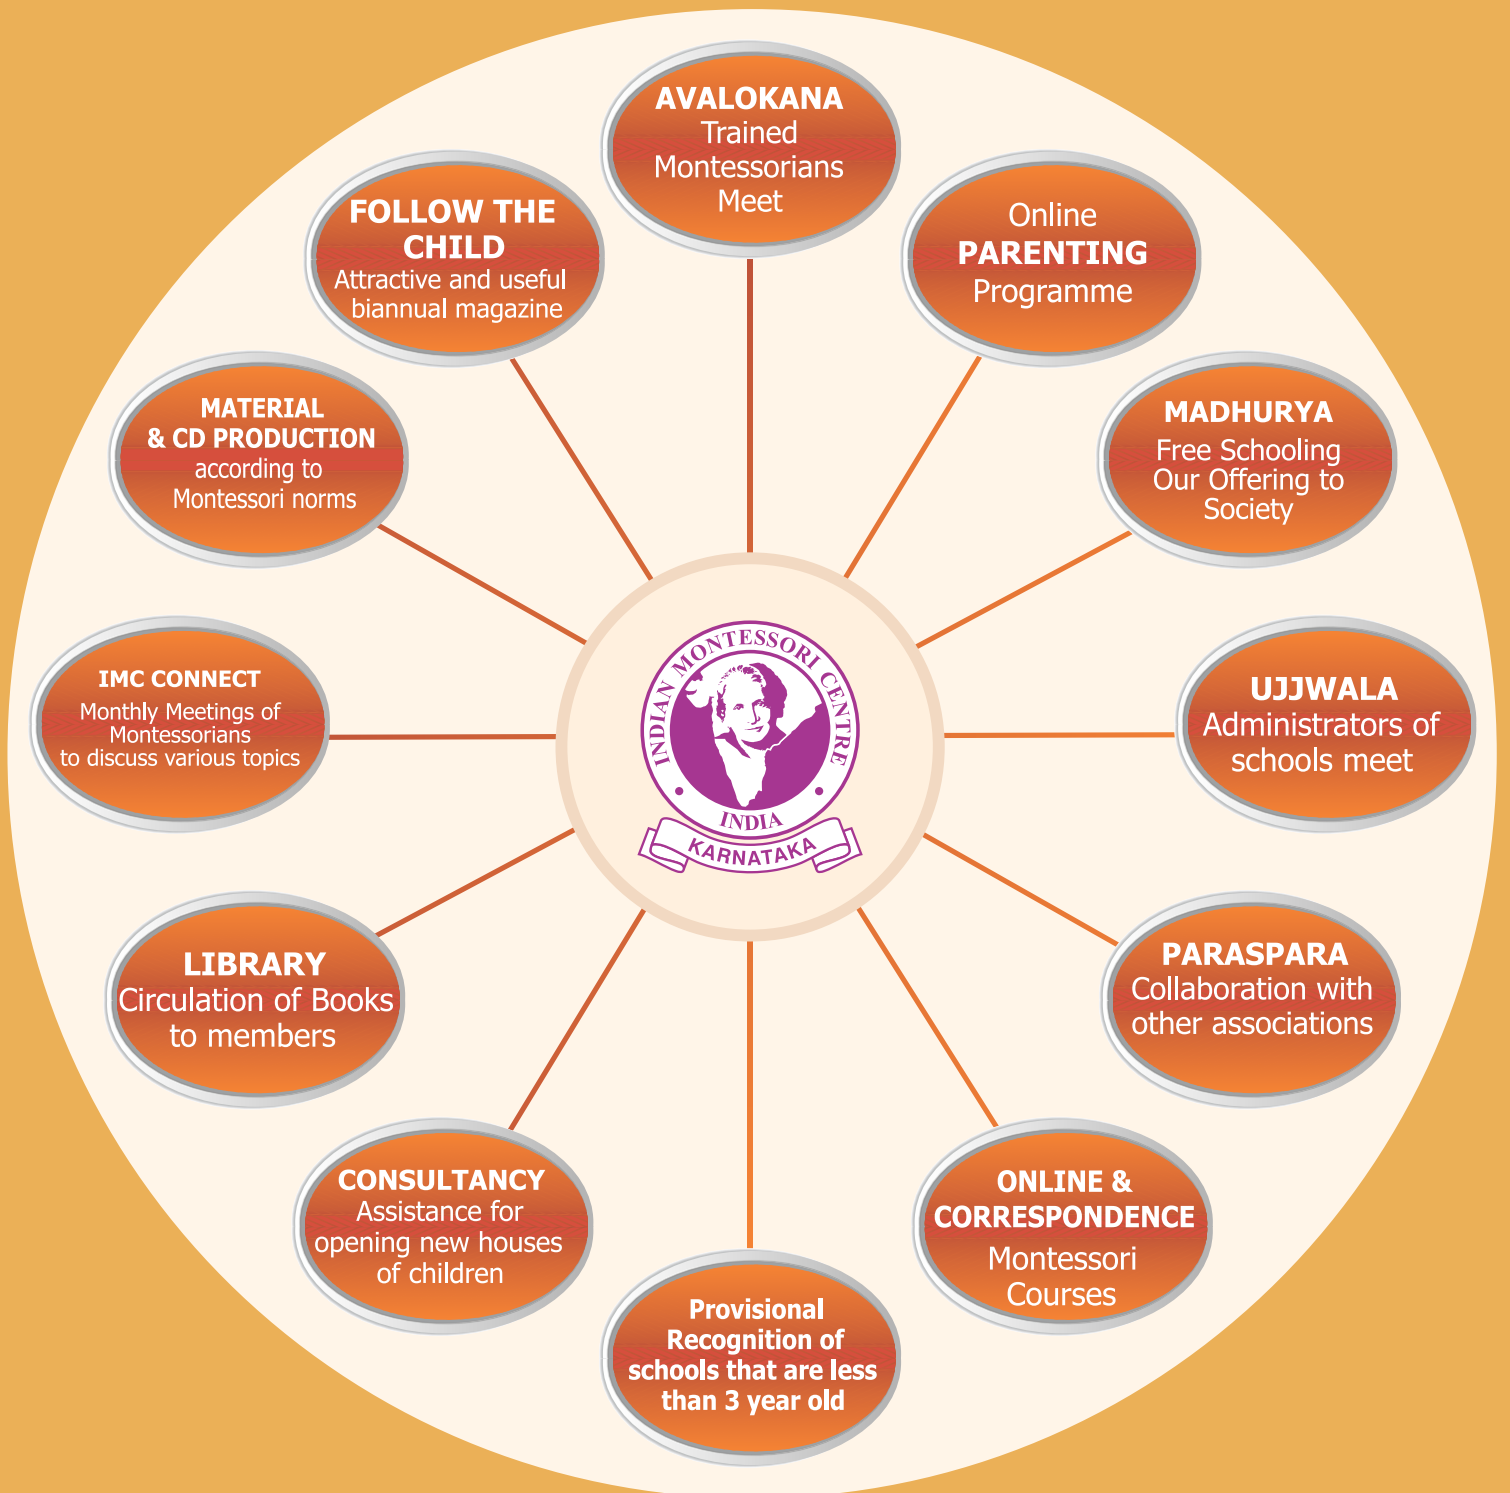 AVALOKANA
Trained
Montessorians
Meet
Online
PARENTING
Programme
MADHURYA
Free Schooling
Our Offering to
Society
UJJWALA
Administrators of
schools meet
PARASPARA
Collaboration with
other associations
ONLINE &
CORRESPONDENCE
Montessori
Courses
Provisional
Recognition of
schools that are less
than 3 year old
CONSULTANCY
Assistance for
opening new houses
of children
LIBRARY
Circulation of Books
to members
IMC CONNECT
Monthly Meetings of
Montessorians
to discuss various topics
MATERIAL
& CD PRODUCTION
according to
Montessori norms
FOLLOW THE
CHILD
Attractive and useful
biannual magazine
INDIAN MONTESSORI CENTRE
INDIA
KARNATAKA